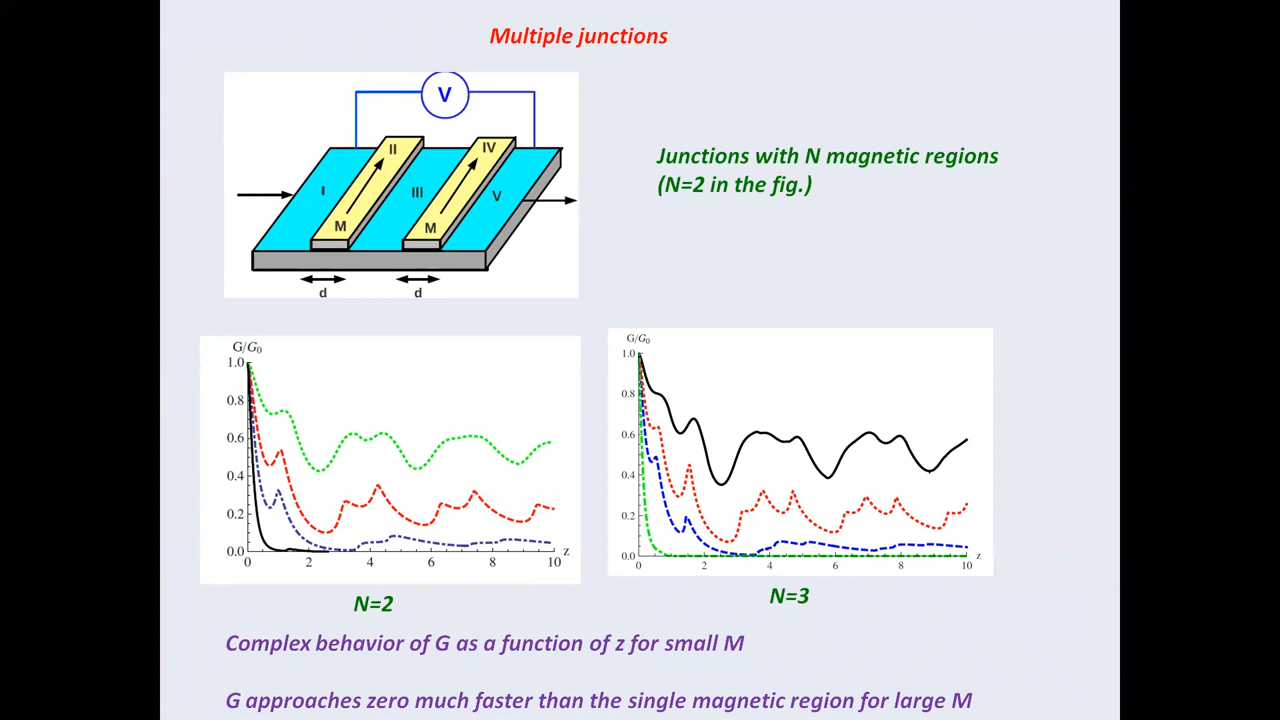 Multiple junctions
V
II
IV
I
III
V
M
M
d
d
Junctions with N magnetic regions
(N=2 in the fig.)
G/G0
1.0
0.8
0.6
0.4
0.2
0.0
0 2 4 6 8 10
z
N=2
G/G0
1.0
0.8
0.6
0.4
0.2
0.0
0 2 4 6 8 10
z
N=3
Complex behavior of G as a function of z for small M
G approaches zero much faster than the single magnetic region for large M